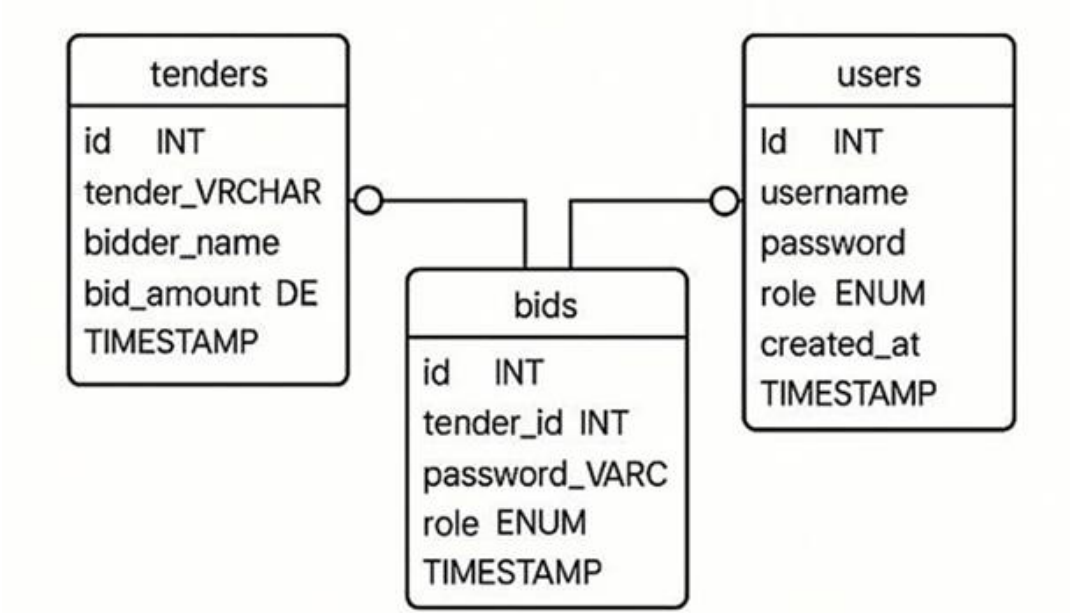 tenders
id INT
tender_VRCHAR
bidder_name
bid_amount DE
TIMESTAMP
users
Id INT
username
password
role ENUM
created_at
TIMESTAMP
bids
id INT
tender_id INT
password_VARC
role ENUM
TIMESTAMP